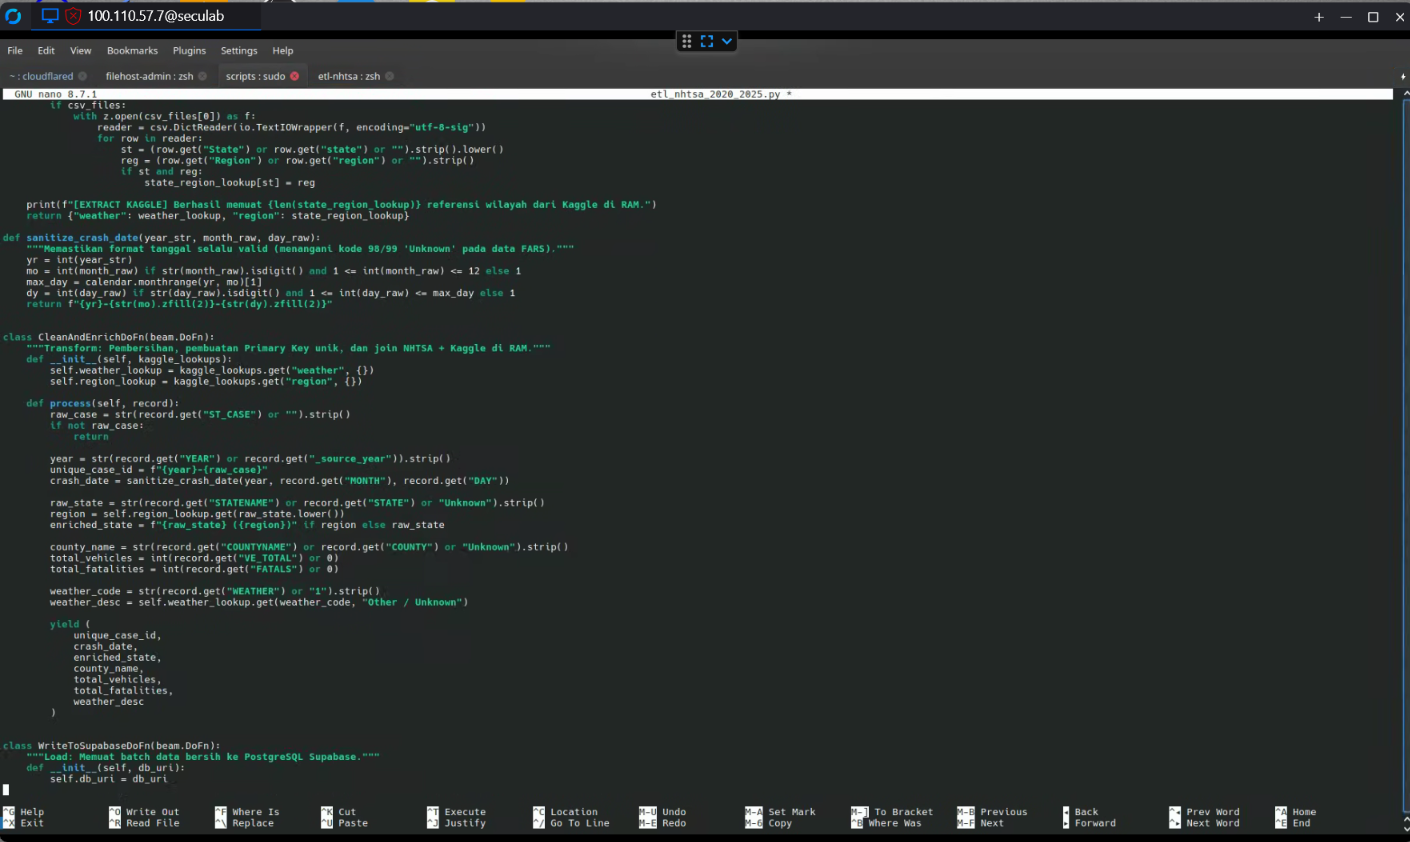 100.110.57.7@seculab
File Edit View Bookmarks Plugins Settings Help
~ : cloudflared filehost-admin : zsh scripts : sudo etl-nhtsa : zsh
GNU nano 8.7.1 etl_nhtsa_2020_2025.py *
        if csv_files:
            with z.open(csv_files[0]) as f:
                reader = csv.DictReader(io.TextIOWrapper(f, encoding="utf-8-sig"))
                for row in reader:
                    st = (row.get("State") or row.get("state") or "").strip().lower()
                    reg = (row.get("Region") or row.get("region") or "").strip()
                    if st and reg:
                        state_region_lookup[st] = reg
    print(f"[EXTRACT KAGGLE] Berhasil memuat {len(state_region_lookup)} referensi wilayah dari Kaggle di RAM.")
    return {"weather": weather_lookup, "region": state_region_lookup}
def sanitize_crash_date(year_str, month_raw, day_raw):
    """Memastikan format tanggal selalu valid (menangani kode 98/99 'Unknown' pada data FARS)."""
    yr = int(year_str)
    mo = int(month_raw) if str(month_raw).isdigit() and 1 <= int(month_raw) <= 12 else 1
    max_day = calendar.monthrange(yr, mo)[1]
    dy = int(day_raw) if str(day_raw).isdigit() and 1 <= int(day_raw) <= max_day else 1
    return f"{yr}-{str(mo).zfill(2)}-{str(dy).zfill(2)}"
class CleanAndEnrichDoFn(beam.DoFn):
    """Transform: Pembersihan, pembuatan Primary Key unik, dan join NHTSA + Kaggle di RAM."""
    def __init__(self, kaggle_lookups):
        self.weather_lookup = kaggle_lookups.get("weather", {})
        self.region_lookup = kaggle_lookups.get("region", {})
    def process(self, record):
        raw_case = str(record.get("ST_CASE") or "").strip()
        if not raw_case:
            return
        year = str(record.get("YEAR") or record.get("_source_year")).strip()
        unique_case_id = f"{year}-{raw_case}"
        crash_date = sanitize_crash_date(year, record.get("MONTH"), record.get("DAY"))
        raw_state = str(record.get("STATENAME") or record.get("STATE") or "Unknown").strip()
        region = self.region_lookup.get(raw_state.lower())
        enriched_state = f"{raw_state} ({region})" if region else raw_state
        county_name = str(record.get("COUNTYNAME") or record.get("COUNTY") or "Unknown").strip()
        total_vehicles = int(record.get("VE_TOTAL") or 0)
        total_fatalities = int(record.get("FATALS") or 0)
        weather_code = str(record.get("WEATHER") or "1").strip()
        weather_desc = self.weather_lookup.get(weather_code, "Other / Unknown")
        yield (
            unique_case_id,
            crash_date,
            enriched_state,
            county_name,
            total_vehicles,
            total_fatalities,
            weather_desc
        )
class WriteToSupabaseDoFn(beam.DoFn):
    """Load: Memuat batch data bersih ke PostgreSQL Supabase."""
    def __init__(self, db_uri):
        self.db_uri = db_uri
^G Help ^O Write Out ^F Where Is ^K Cut ^T Execute ^C Location M-U Undo M-A Set Mark M-] To Bracket M-B Previous ◂ Back ^◂ Prev Word ^A Home
^X Exit ^R Read File ^\ Replace ^U Paste ^J Justify ^/ Go To Line M-E Redo M-6 Copy ^B Where Was M-F Next ▸ Forward ^▸ Next Word ^E End